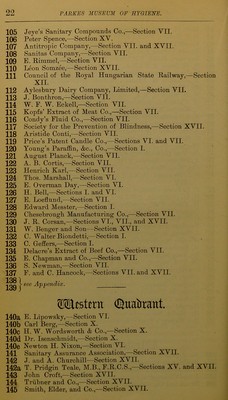 22 PARKES MUSEUM OF HYGIENE.
105 Jeye's Sanitary Compounds Co.,—Section VII.
106 Peter Spence,—Section XV.
107 Antitropic Company,—Section VII. and XVII.
108 Sanitas Company,—Section VII.
109 E. Rimmel,—Section VII.
110 Léon Somzée,—Section XVII.
111 Council of the Royal Hungarian State Railway,—Section
XII.
112 Aylesbury Dairy Company, Limited,—Section VII.
113 J. Bonthron,—Section VII.
114 W. F. W. Eckell,—Section VII.
115 Kopfs' Extract of Meat Co.,—Section VII.
116 Condy's Fluid Co.,—Section VII.
117 Society for the Prevention of Blindness,—Section XVII.
118 Aristide Conti,—Section VII.
119 Price's Patent Candle Co.,—Sections VI. and VII.
120 Young's Paraffin, &c., Co.,—Section I.
121 August Planck,—Section VII.
122 A. B. Cortis,—Section VII.
123 Heurich Karl,—Section VII.
124 Thos. Marshall,—Section VI.
125 E. Overman Day,—Section VI.
126 H. Bell,—Sections I. and VI.
127 E. Loeflund,—Section VII.
128 Edward Messter,—Section I.
129 Chesebrough Manufacturing Co.,—Section VII.
130 J. R. Corsan,—Sections VI., VII., and XVII.
131 W. Benger and Son—Section XVII.
132 C. Walter Biondetti,—Section I.
133 C. Geffers,—Section I.
134 Delacre's Extract of Beef Co.,—Section VII.
135 E. Chapman and Co.,—Section VII.
136 S. Newman,—Section VII.
137 F. and C. Hancock,—Sections VII. and XVII.
138 see Appendix.
139
Western Quadrant.
140a E. Lipowsky,—Section VI.
140b Carl Berg,—Section X.
140c H. W. Wordsworth & Co.,—Section X.
140d Dr. Isenschmidt,—Section X.
140e Newton H. Nixon,—Section VI.
141 Sanitary Assurance Association,—Section XVII.
142 J. and A. Churchill—Section XVII.
142a T. Pridgin Teale, M.B., F.R.C.S.,—Sections XV. and XVII.
143 John Croft,—Section XVII.
144 Trübner and Co.,—Section XVII.
145 Smith, Elder, and Co.,—Section XVII.